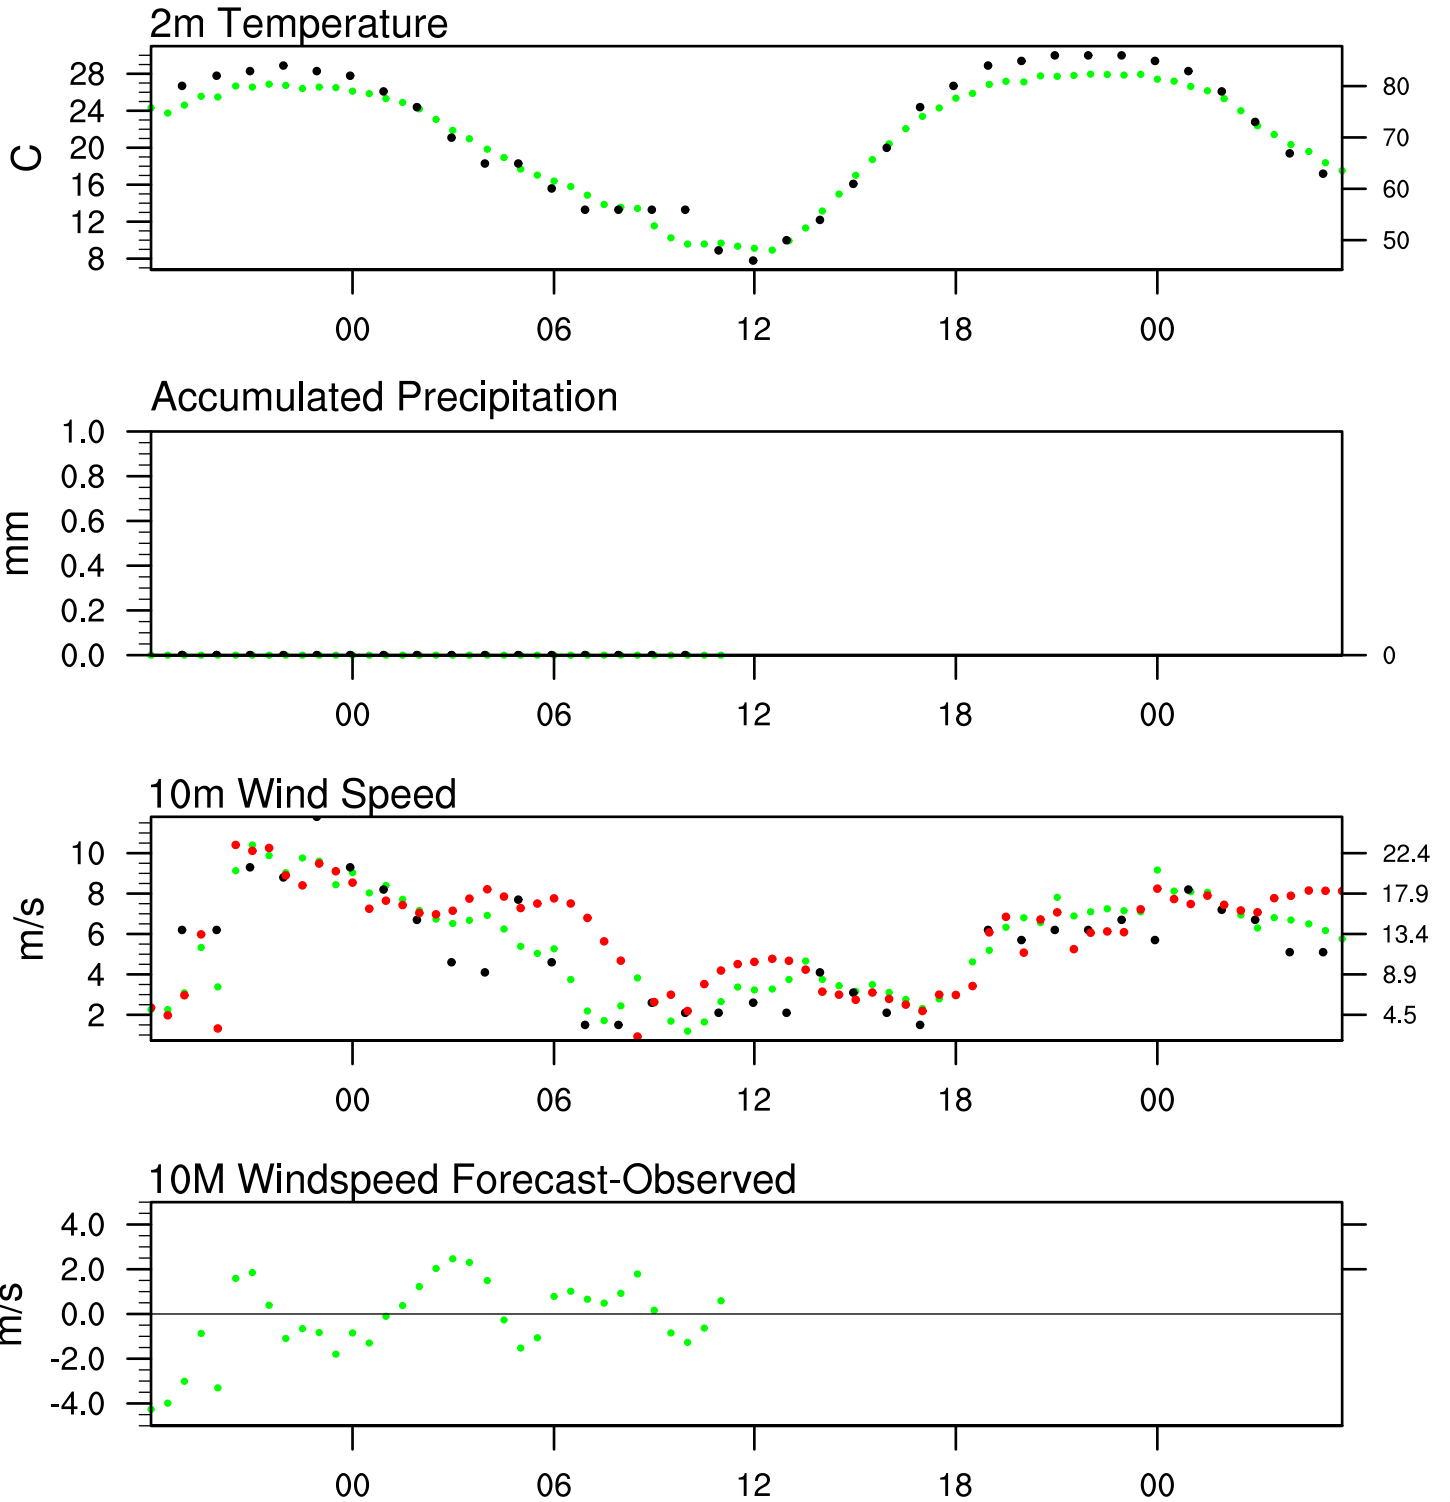 2m Temperature
28
24
20
16
12
8
C
80
70
60
50
00 06 12 18 00
Accumulated Precipitation
1.0
0.8
0.6
0.4
0.2
0.0
mm
0
00 06 12 18 00
10m Wind Speed
10
8
6
4
2
m/s
22.4
17.9
13.4
8.9
4.5
00 06 12 18 00
10M Windspeed Forecast-Observed
4.0
2.0
0.0
-2.0
-4.0
m/s
00 06 12 18 00